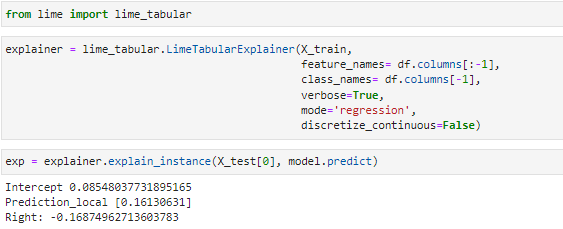 from lime import lime_tabular
explainer = lime_tabular.LimeTabularExplainer(X_train,
feature_names= df.columns[:-1],
class_names= df.columns[-1],
verbose=True,
mode='regression',
discretize_continuous=False)
exp = explainer.explain_instance(X_test[0], model.predict)
Intercept 0.08548037731895165
Prediction_local [0.16130631]
Right: -0.16874962713603783